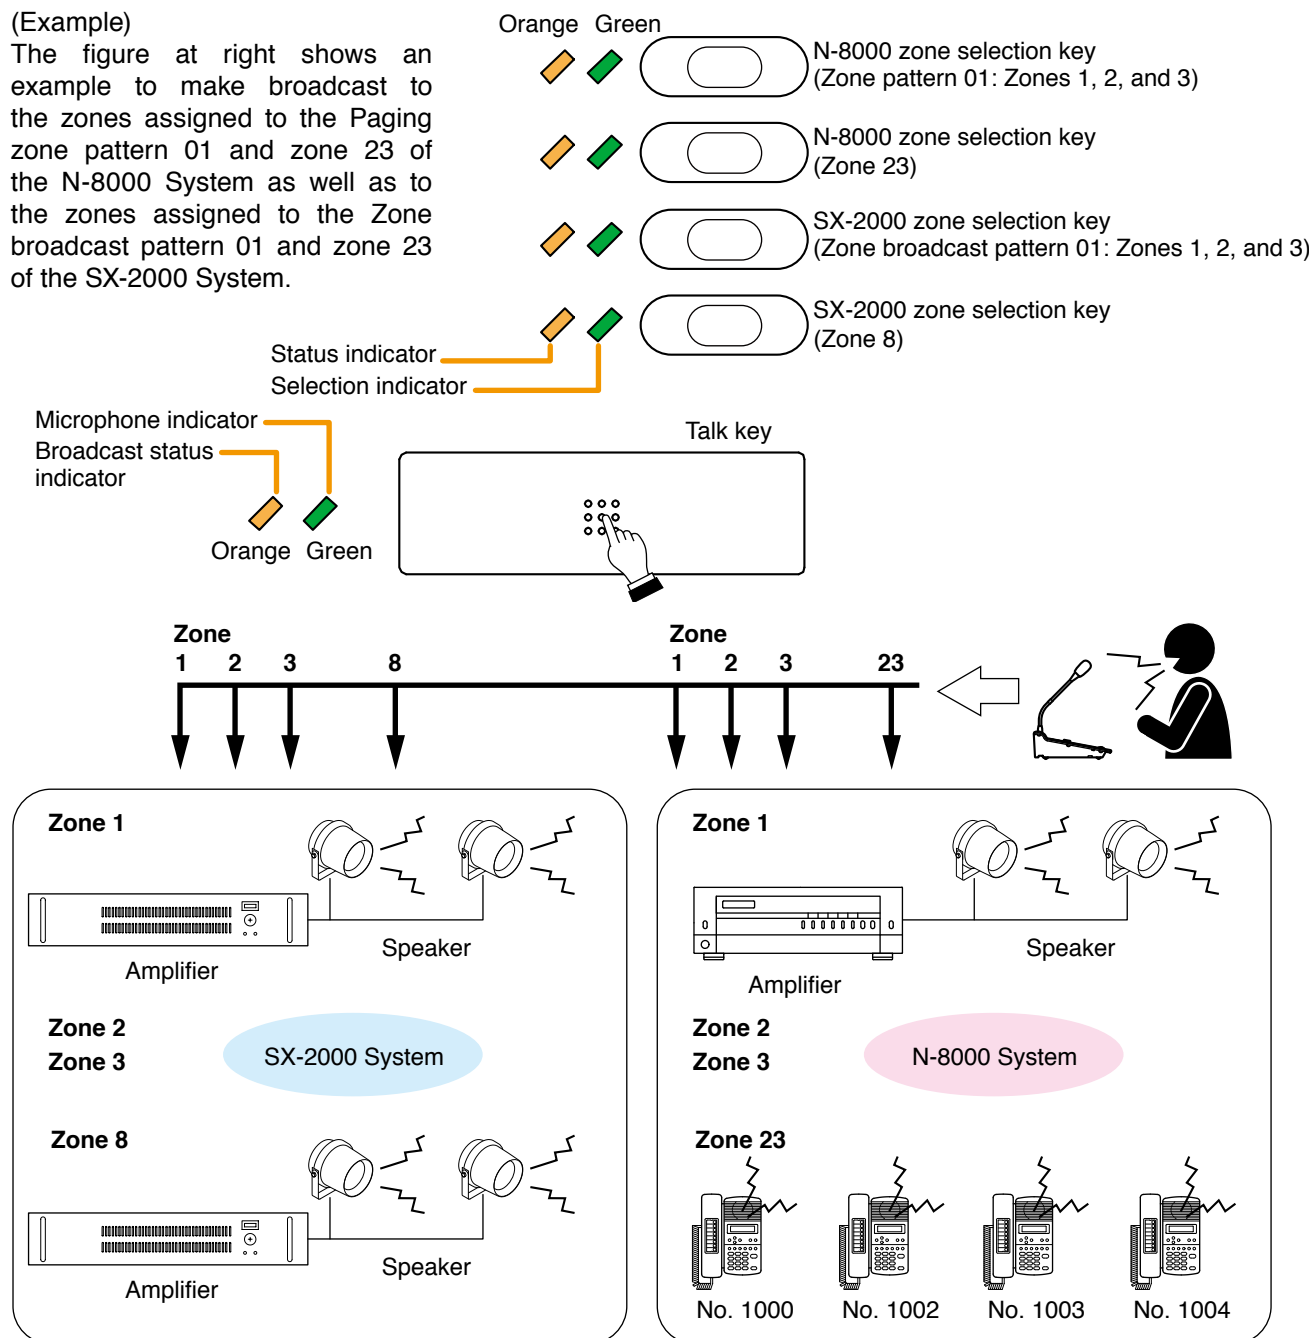 (Example)
The figure at right shows an
example to make broadcast to
the zones assigned to the Paging
zone pattern 01 and zone 23 of
the N-8000 System as well as to
the zones assigned to the Zone
broadcast pattern 01 and zone 23
of the SX-2000 System.
Orange Green
N-8000 zone selection key
(Zone pattern 01: Zones 1, 2, and 3)
N-8000 zone selection key
(Zone 23)
SX-2000 zone selection key
(Zone broadcast pattern 01: Zones 1, 2, and 3)
SX-2000 zone selection key
(Zone 8)
Status indicator
Selection indicator
Microphone indicator
Broadcast status
indicator
Orange Green
Talk key
Zone
1 2 3 8
Zone
1 2 3 23
Zone 1
Speaker
Amplifier
Zone 2
Zone 3
SX-2000 System
Zone 8
Speaker
Amplifier
Zone 1
Speaker
Amplifier
Zone 2
Zone 3
N-8000 System
Zone 23
No. 1000 No. 1002 No. 1003 No. 1004